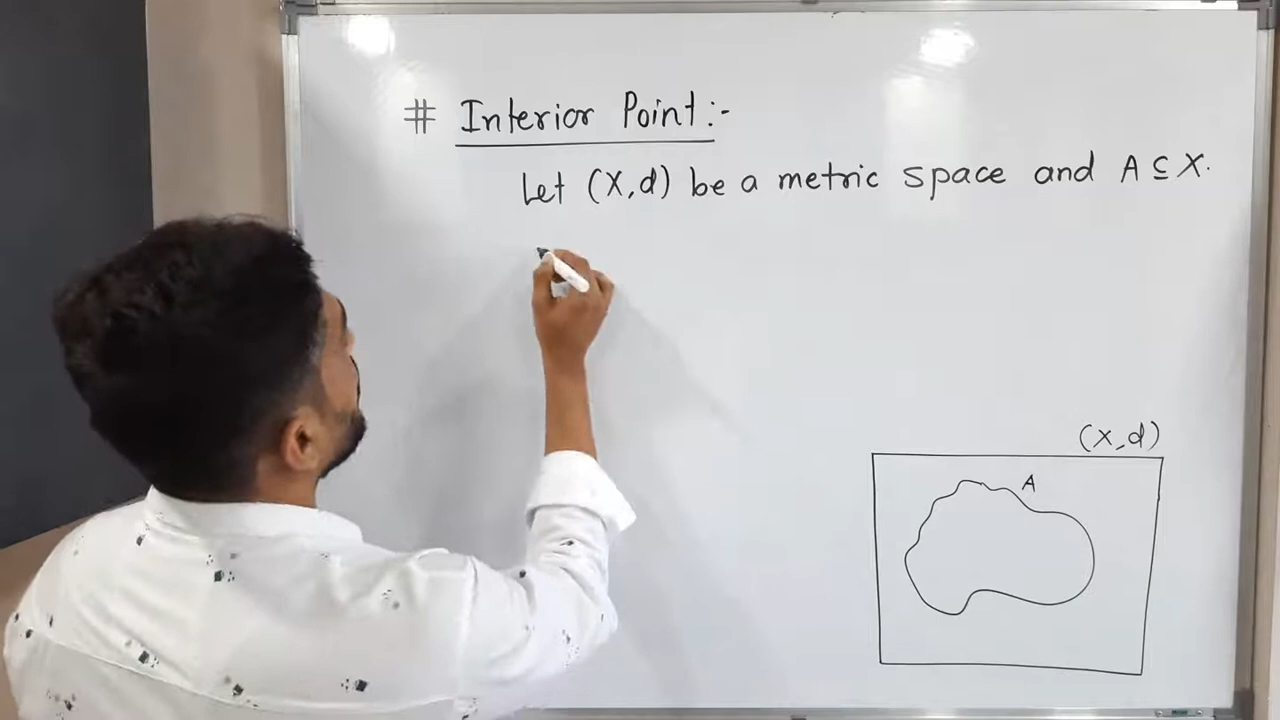 # Interior Point:-
Let (X,d) be a metric space and A ⊆ X.
(X,d)
A